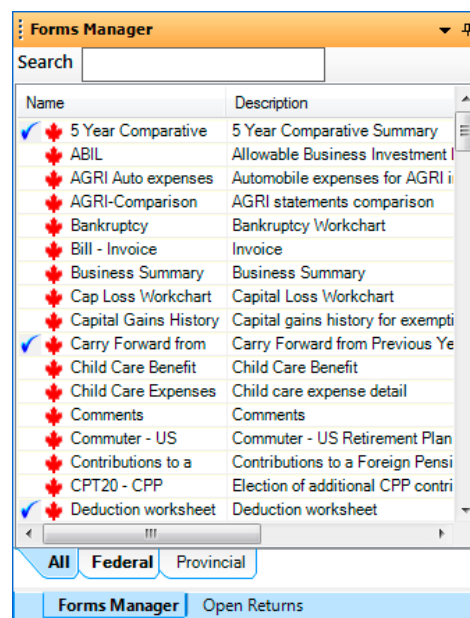 Forms Manager
Search
Name Description
5 Year Comparative 5 Year Comparative Summary
ABIL Allowable Business Investment
AGRI Auto expenses Automobile expenses for AGRI
AGRI-Comparison AGRI statements comparison
Bankruptcy Bankruptcy Workchart
Bill - Invoice Invoice
Business Summary Business Summary
Cap Loss Workchart Capital Loss Workchart
Capital Gains History Capital gains history for exempti
Carry Forward from Carry Forward from Previous Ye
Child Care Benefit Child Care Benefit
Child Care Expenses Child care expense detail
Comments Comments
Commuter - US Commuter - US Retirement Plan
Contributions to a Contributions to a Foreign Pensi
CPT20 - CPP Election of additional CPP contri
Deduction worksheet Deduction worksheet
All Federal Provincial
Forms Manager Open Returns